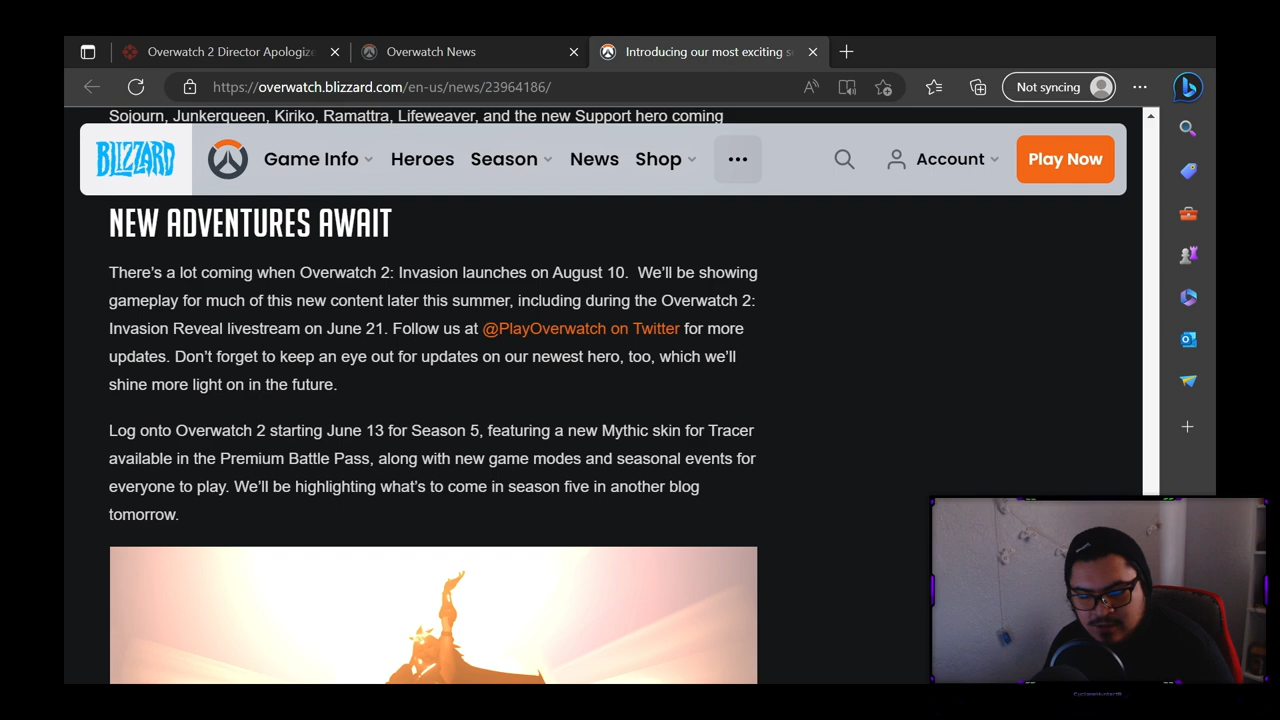 Overwatch 2 Director Apologize
Overwatch News
Introducing our most exciting s
https://overwatch.blizzard.com/en-us/news/23964186/
Not syncing
Sojourn, Junkerqueen, Kiriko, Ramattra, Lifeweaver, and the new Support hero coming
BLIZZARD
Game Info
Heroes
Season
News
Shop
Account
Play Now
NEW ADVENTURES AWAIT
There’s a lot coming when Overwatch 2: Invasion launches on August 10.  We’ll be showing
gameplay for much of this new content later this summer, including during the Overwatch 2:
Invasion Reveal livestream on June 21. Follow us at @PlayOverwatch on Twitter for more
updates. Don’t forget to keep an eye out for updates on our newest hero, too, which we’ll
shine more light on in the future.
Log onto Overwatch 2 starting June 13 for Season 5, featuring a new Mythic skin for Tracer
available in the Premium Battle Pass, along with new game modes and seasonal events for
everyone to play. We’ll be highlighting what’s to come in season five in another blog
tomorrow.